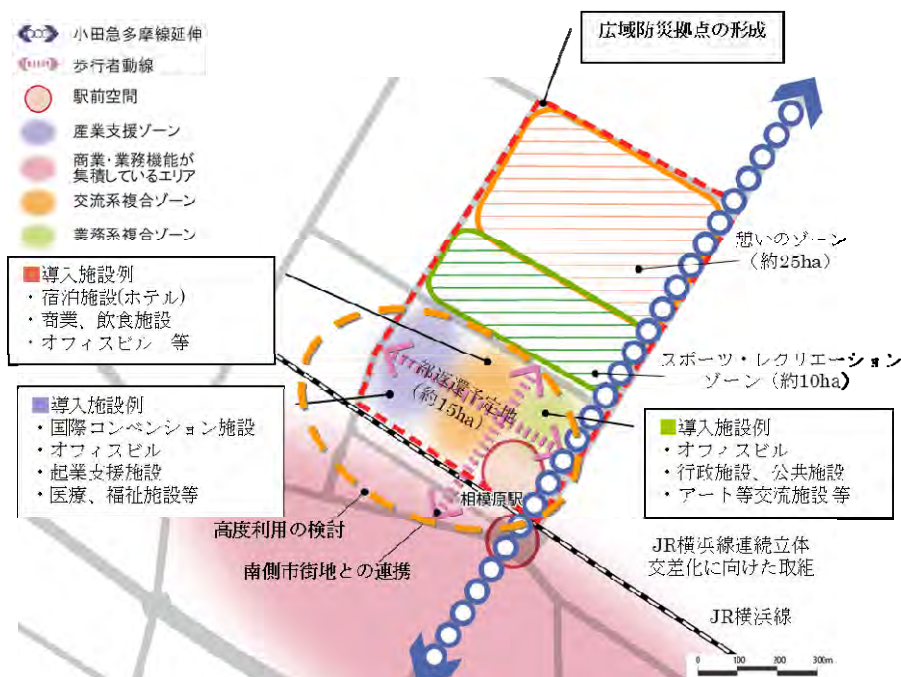 広域防災拠点の形成
小田急多摩線延伸
歩行者動線
駅前空間
産業支援ゾーン
商業・業務機能が
集積しているエリア
交流系複合ゾーン
業務系複合ゾーン
■導入施設例
・宿泊施設(ホテル)
・商業、飲食施設
・オフィスビル 等
憩いのゾーン
(約25ha)
スポーツ・レクリエーション
ゾーン(約10ha)
一部返還予定地
(約15ha)
■導入施設例
・国際コンベンション施設
・オフィスビル
・起業支援施設
・医療、福祉施設等
■導入施設例
・オフィスビル
・行政施設、公共施設
・アート等交流施設 等
相模原駅
高度利用の検討
南側市街地との連携
JR横浜線連続立体
交差化に向けた取組
JR横浜線
0 100 200 300m